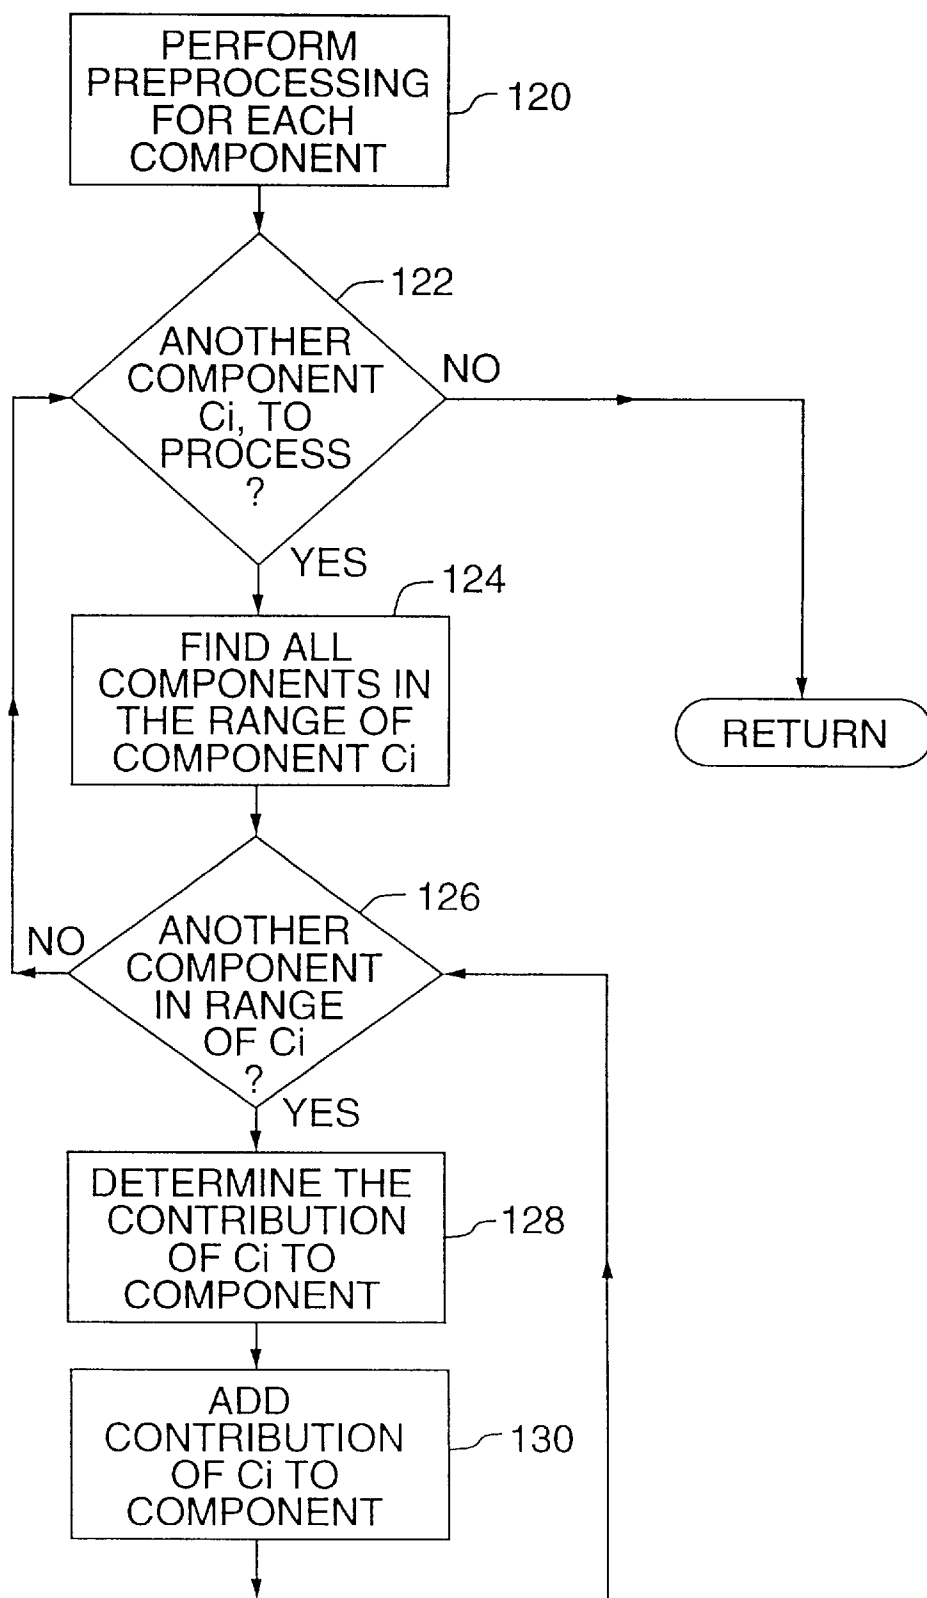 PERFORM
PREPROCESSING
FOR EACH
COMPONENT
120
122
ANOTHER
COMPONENT
Ci, TO
PROCESS
?
NO
YES
124
FIND ALL
COMPONENTS IN
THE RANGE OF
COMPONENT Ci
RETURN
126
NO
ANOTHER
COMPONENT
IN RANGE
OF Ci
?
YES
DETERMINE THE
CONTRIBUTION
OF Ci TO
COMPONENT
128
ADD
CONTRIBUTION
OF Ci TO
COMPONENT
130